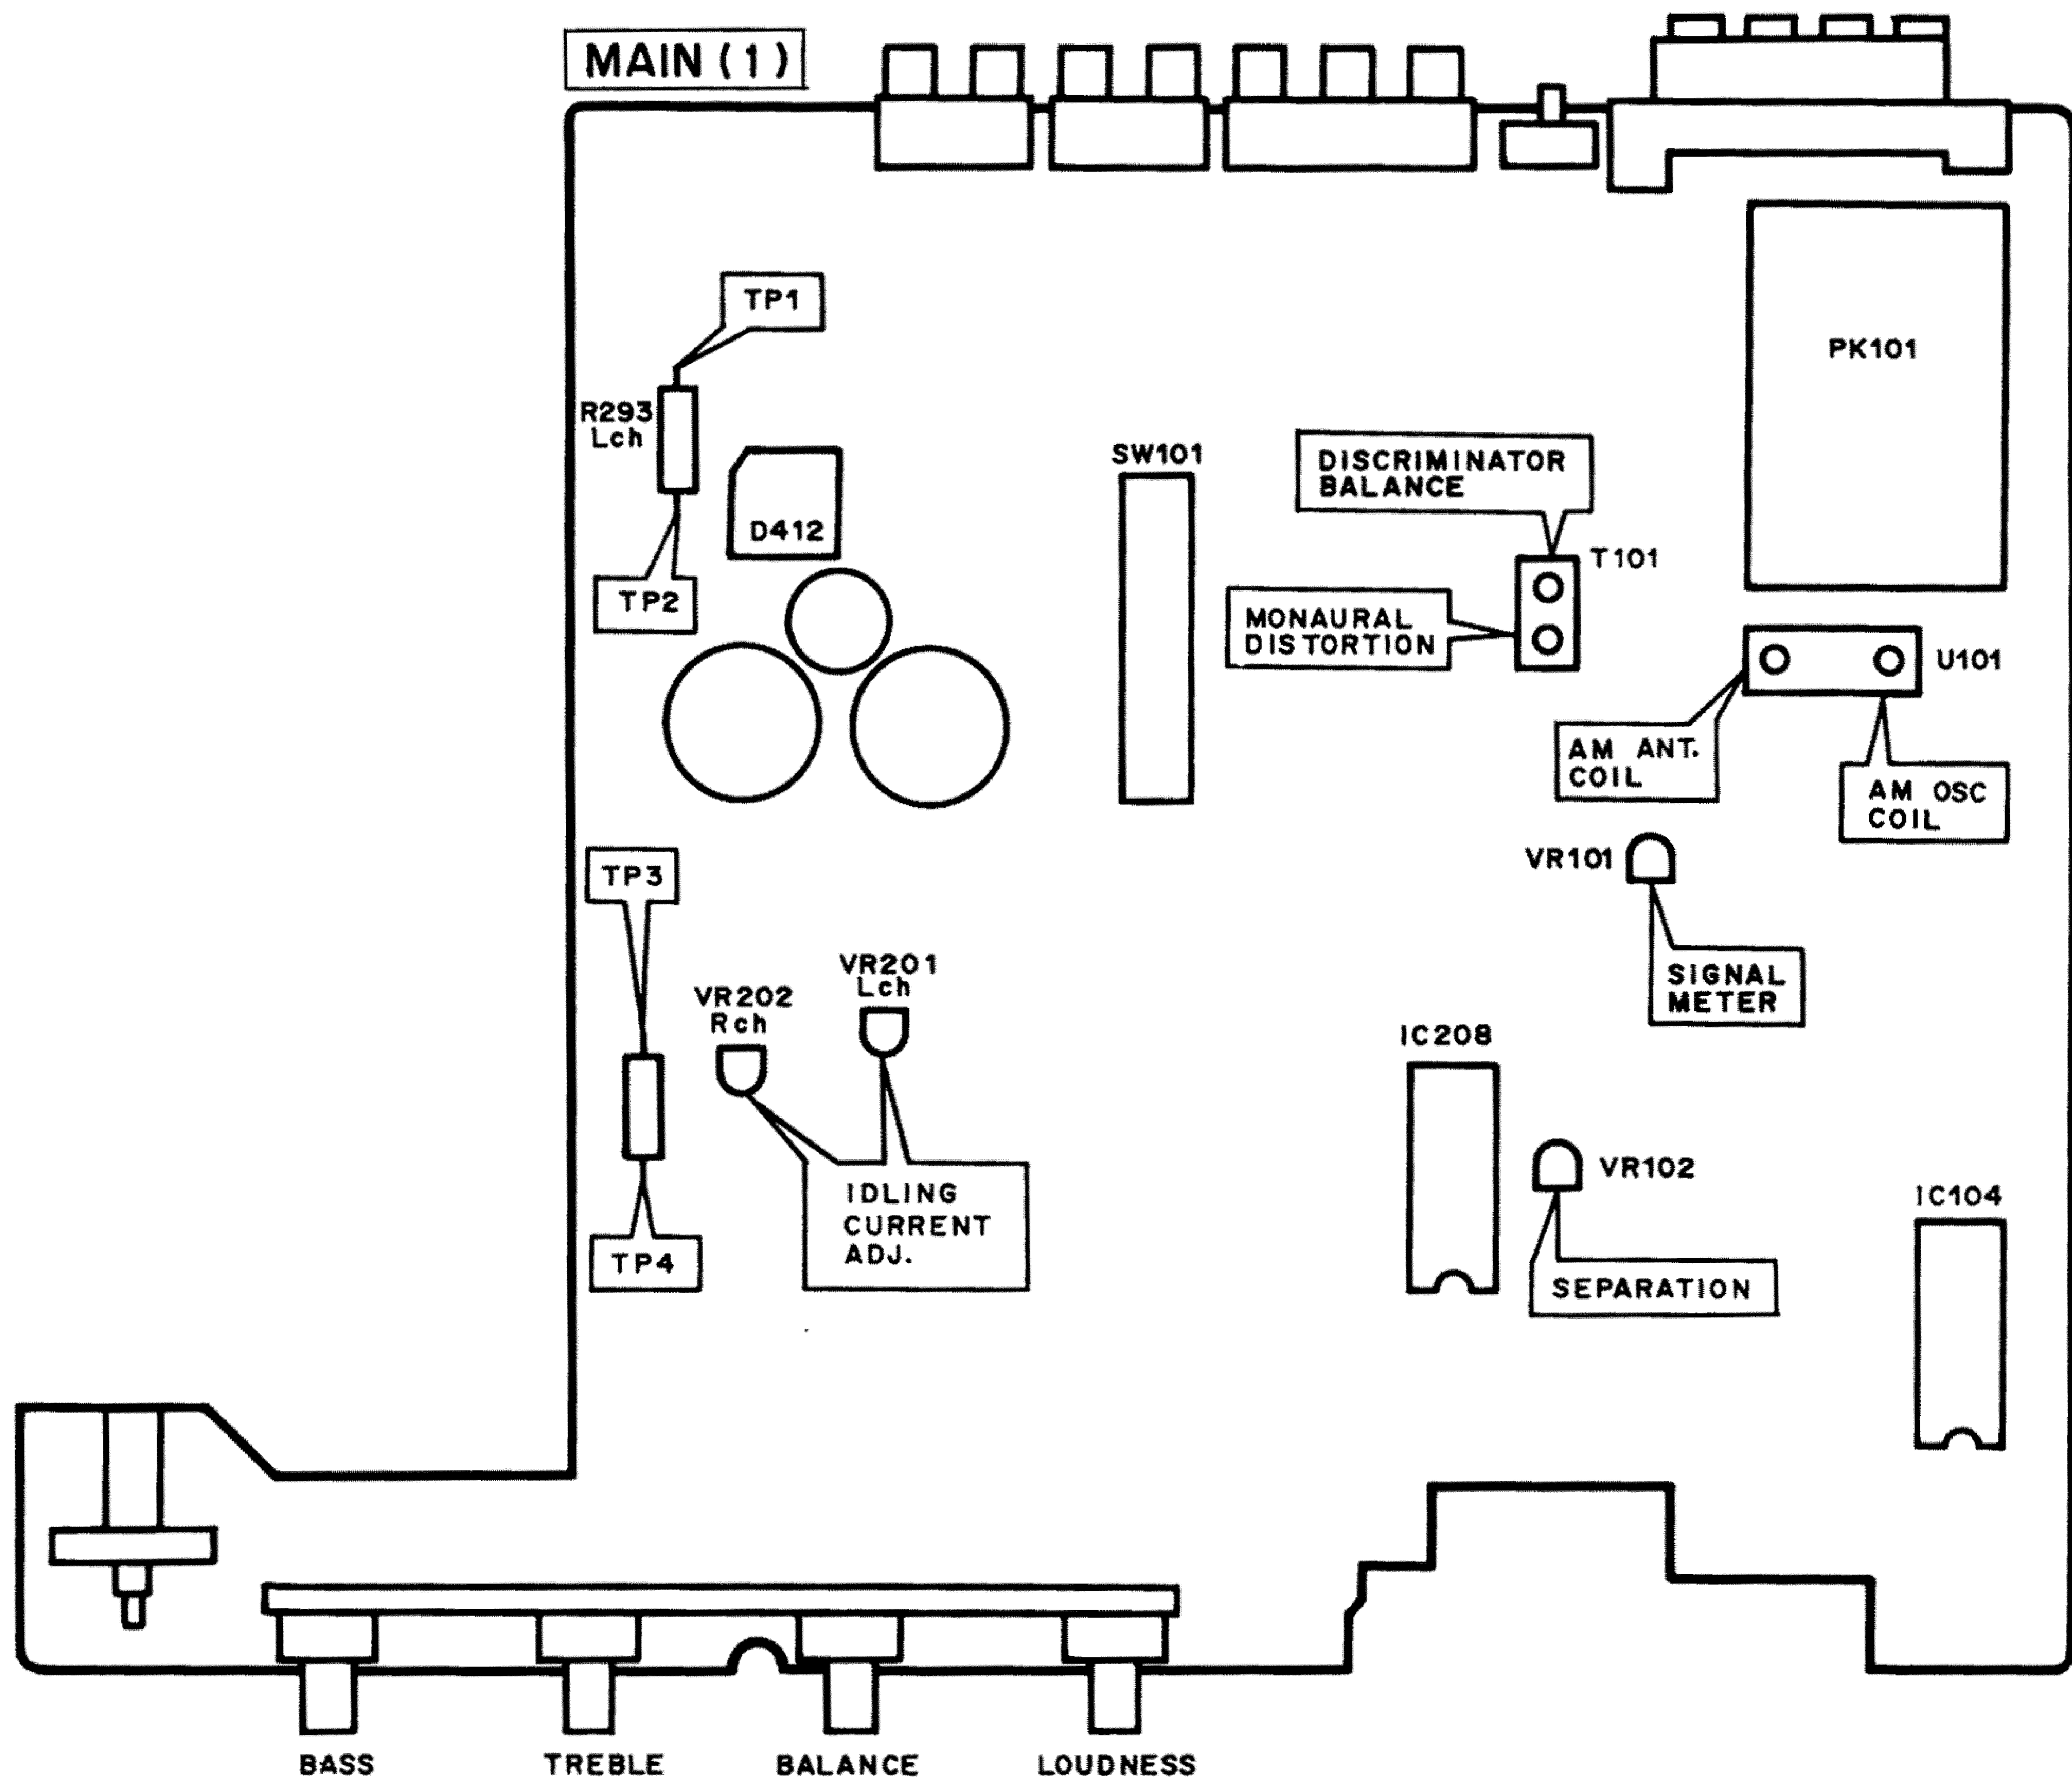 MAIN (1)
TP1
PK101
R293
Lch
SW101
DISCRIMINATOR
BALANCE
D412
T101
TP2
MONAURAL
DISTORTION
U101
AM ANT.
COIL
AM OSC
COIL
VR101
TP3
VR201
Lch
SIGNAL
METER
VR202
Rch
IC208
VR102
IDLING
CURRENT
ADJ.
IC104
TP4
SEPARATION
BASS
TREBLE
BALANCE
LOUDNESS